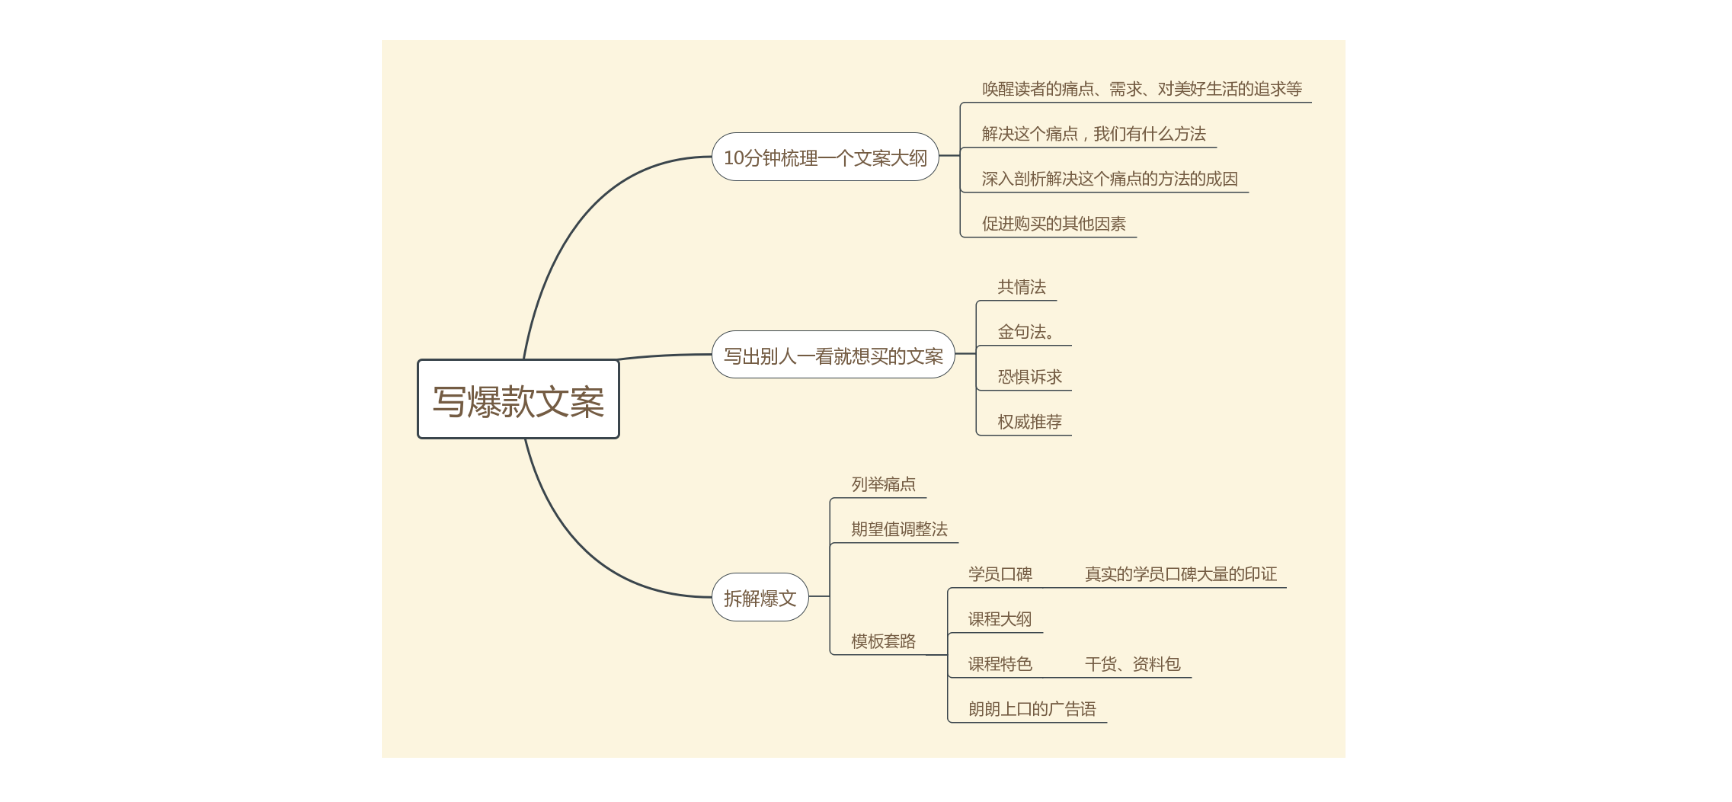 写爆款文案
10分钟梳理一个文案大纲
唤醒读者的痛点、需求、对美好生活的追求等
解决这个痛点，我们有什么方法
深入剖析解决这个痛点的方法的成因
促进购买的其他因素
写出别人一看就想买的文案
共情法
金句法。
恐惧诉求
权威推荐
拆解爆文
列举痛点
期望值调整法
模板套路
学员口碑
真实的学员口碑大量的印证
课程大纲
课程特色
干货、资料包
朗朗上口的广告语